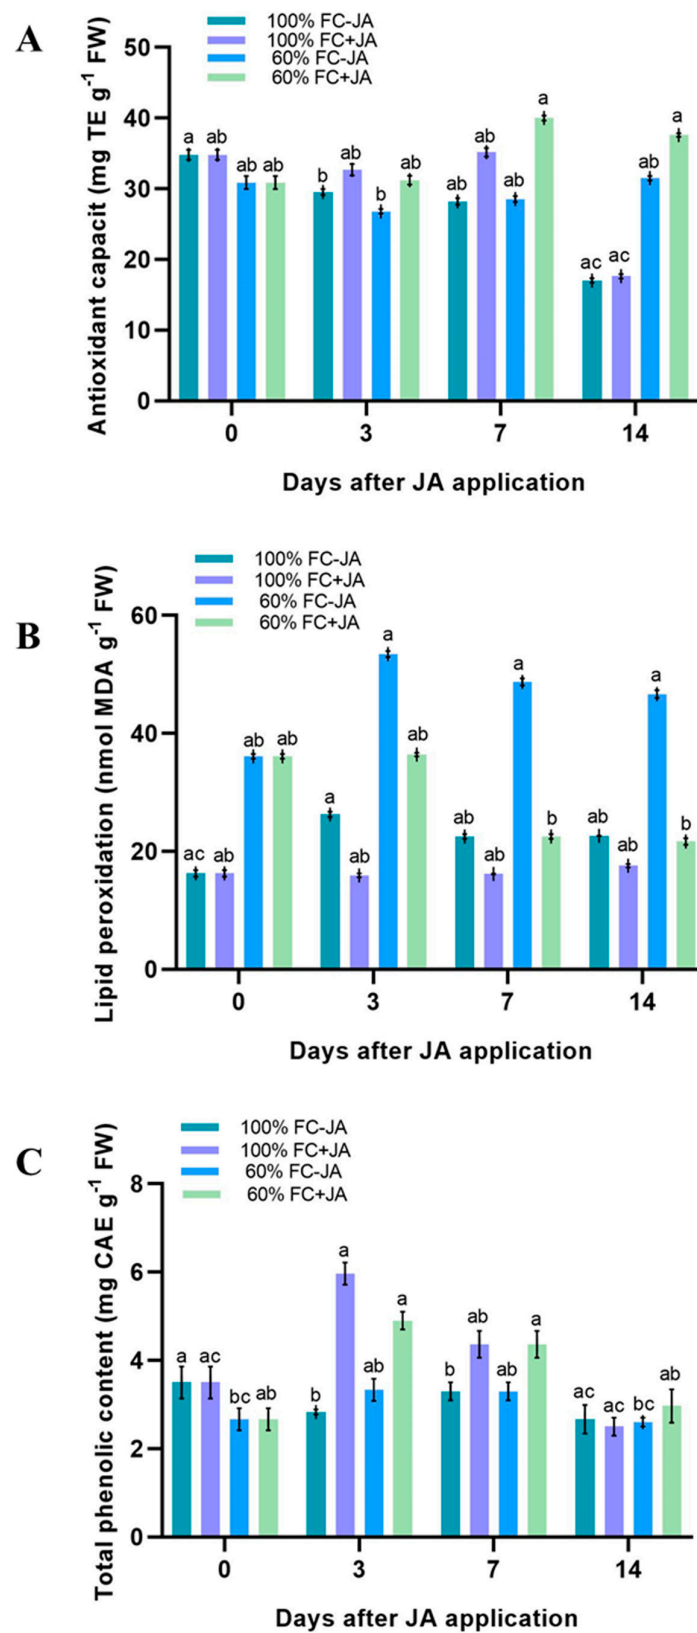 A
100% FC-JA
100% FC+JA
60% FC-JA
60% FC+JA
Antioxidant capacit (mg TE g-1 FW)
50
40
30
20
10
0
a ab ab ab
b ab b ab
ab ab ab a
ac ac ab a
0 3 7 14
Days after JA application
B
100% FC-JA
100% FC+JA
60% FC-JA
60% FC+JA
Lipid peroxidation (nmol MDA g-1 FW)
60
40
20
0
ac ab ab ab
a ab a ab
ab ab a b
ab ab a b
0 3 7 14
Days after JA application
C
100% FC-JA
100% FC+JA
60% FC-JA
60% FC+JA
Total phenolic content (mg CAE g-1 FW)
8
6
4
2
0
a ac bc ab
b a ab a
b ab ab a
ac ac bc ab
0 3 7 14
Days after JA application